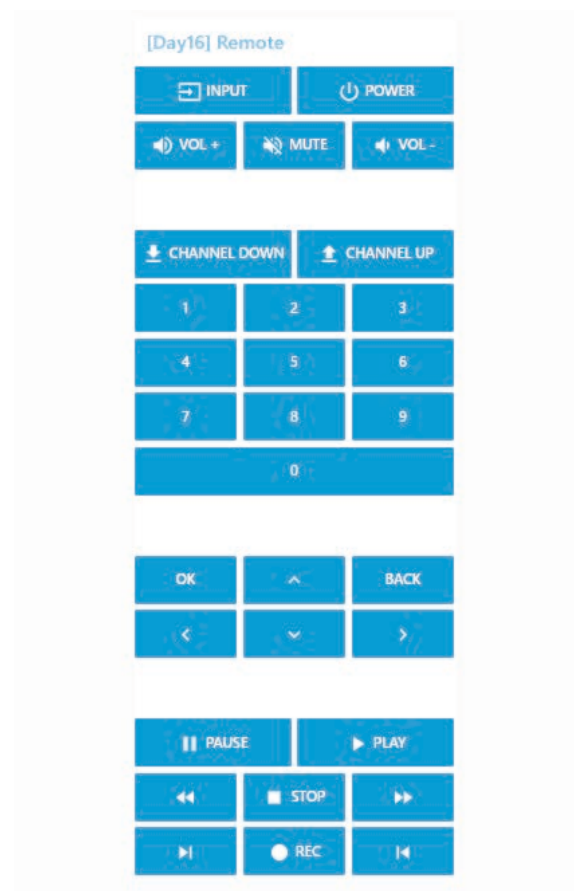 [Day16] Remote
INPUT POWER
VOL + MUTE VOL -
CHANNEL DOWN CHANNEL UP
1 2 3
4 5 6
7 8 9
0
OK BACK
PAUSE PLAY
STOP
REC